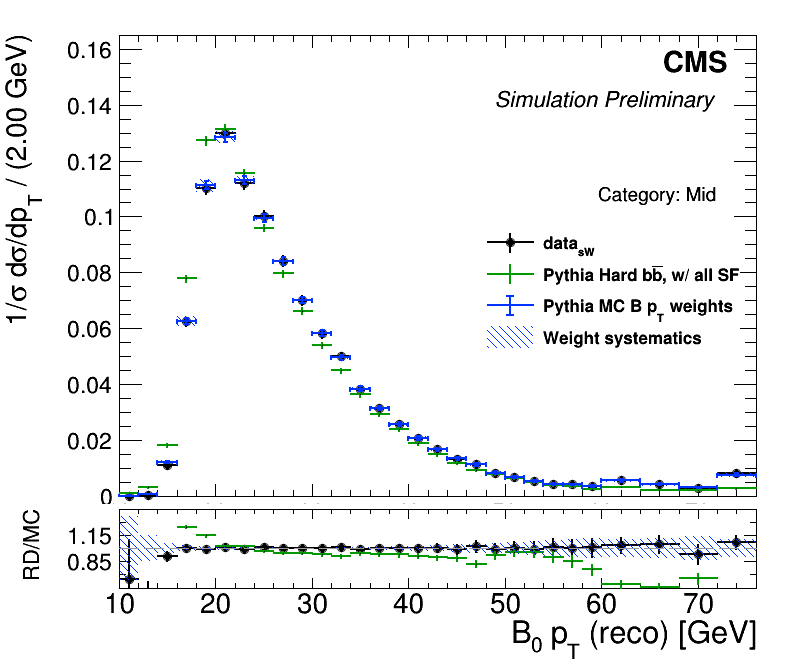 CMS
Simulation Preliminary
Category: Mid
data_sW
Pythia Hard bb̅, w/ all SF
Pythia MC B p_T weights
Weight systematics
1/σ dσ/dp_T / (2.00 GeV)
0.16
0.14
0.12
0.1
0.08
0.06
0.04
0.02
0
RD/MC
1.15
0.85
10 20 30 40 50 60 70
B_0 p_T (reco) [GeV]